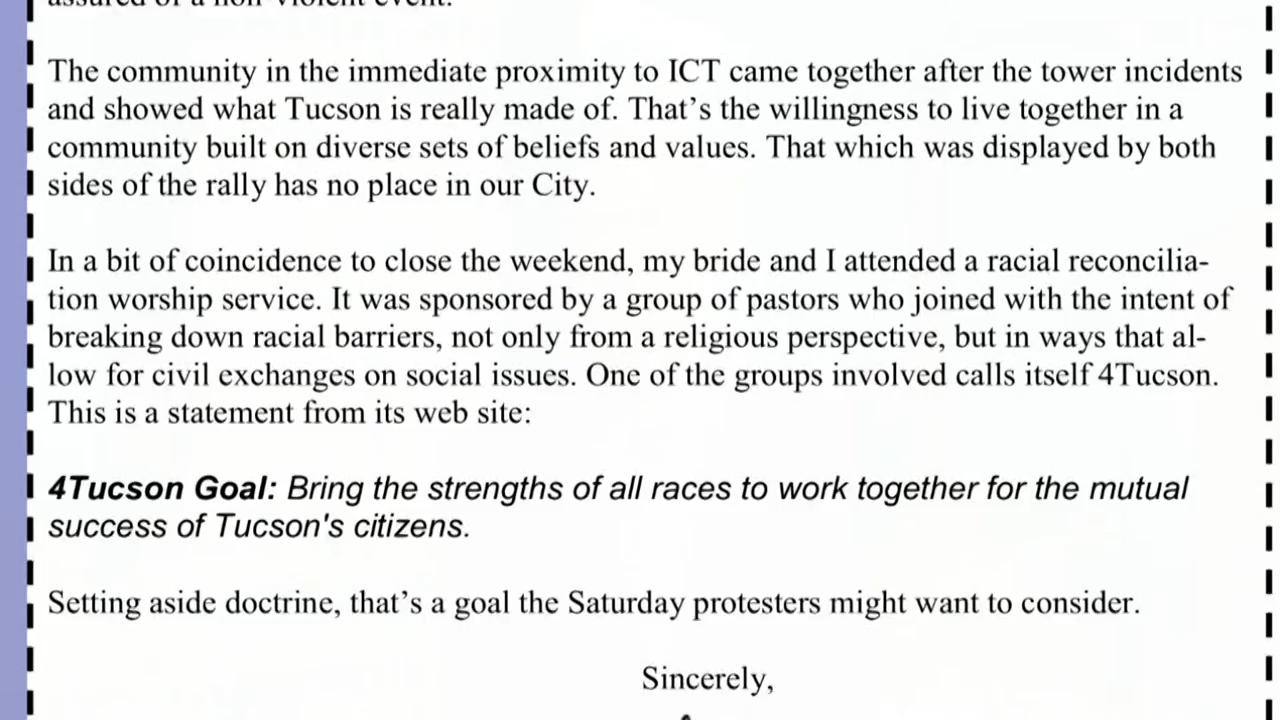 assured of a non-violent event.
The community in the immediate proximity to ICT came together after the tower incidents
and showed what Tucson is really made of. That’s the willingness to live together in a
community built on diverse sets of beliefs and values. That which was displayed by both
sides of the rally has no place in our City.
In a bit of coincidence to close the weekend, my bride and I attended a racial reconcilia-
tion worship service. It was sponsored by a group of pastors who joined with the intent of
breaking down racial barriers, not only from a religious perspective, but in ways that al-
low for civil exchanges on social issues. One of the groups involved calls itself 4Tucson.
This is a statement from its web site:
4Tucson Goal: Bring the strengths of all races to work together for the mutual
success of Tucson's citizens.
Setting aside doctrine, that’s a goal the Saturday protesters might want to consider.
Sincerely,